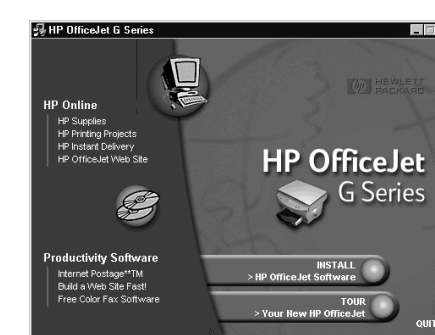 HP OfficeJet G Series
HEWLETT
PACKARD
HP Online
HP Supplies
HP Printing Projects
HP Instant Delivery
HP OfficeJet Web Site
HP OfficeJet
G Series
Productivity Software
Internet Postage**TM
Build a Web Site Fast!
Free Color Fax Software
INSTALL
> HP OfficeJet Software
TOUR
> Your New HP OfficeJet
QUIT